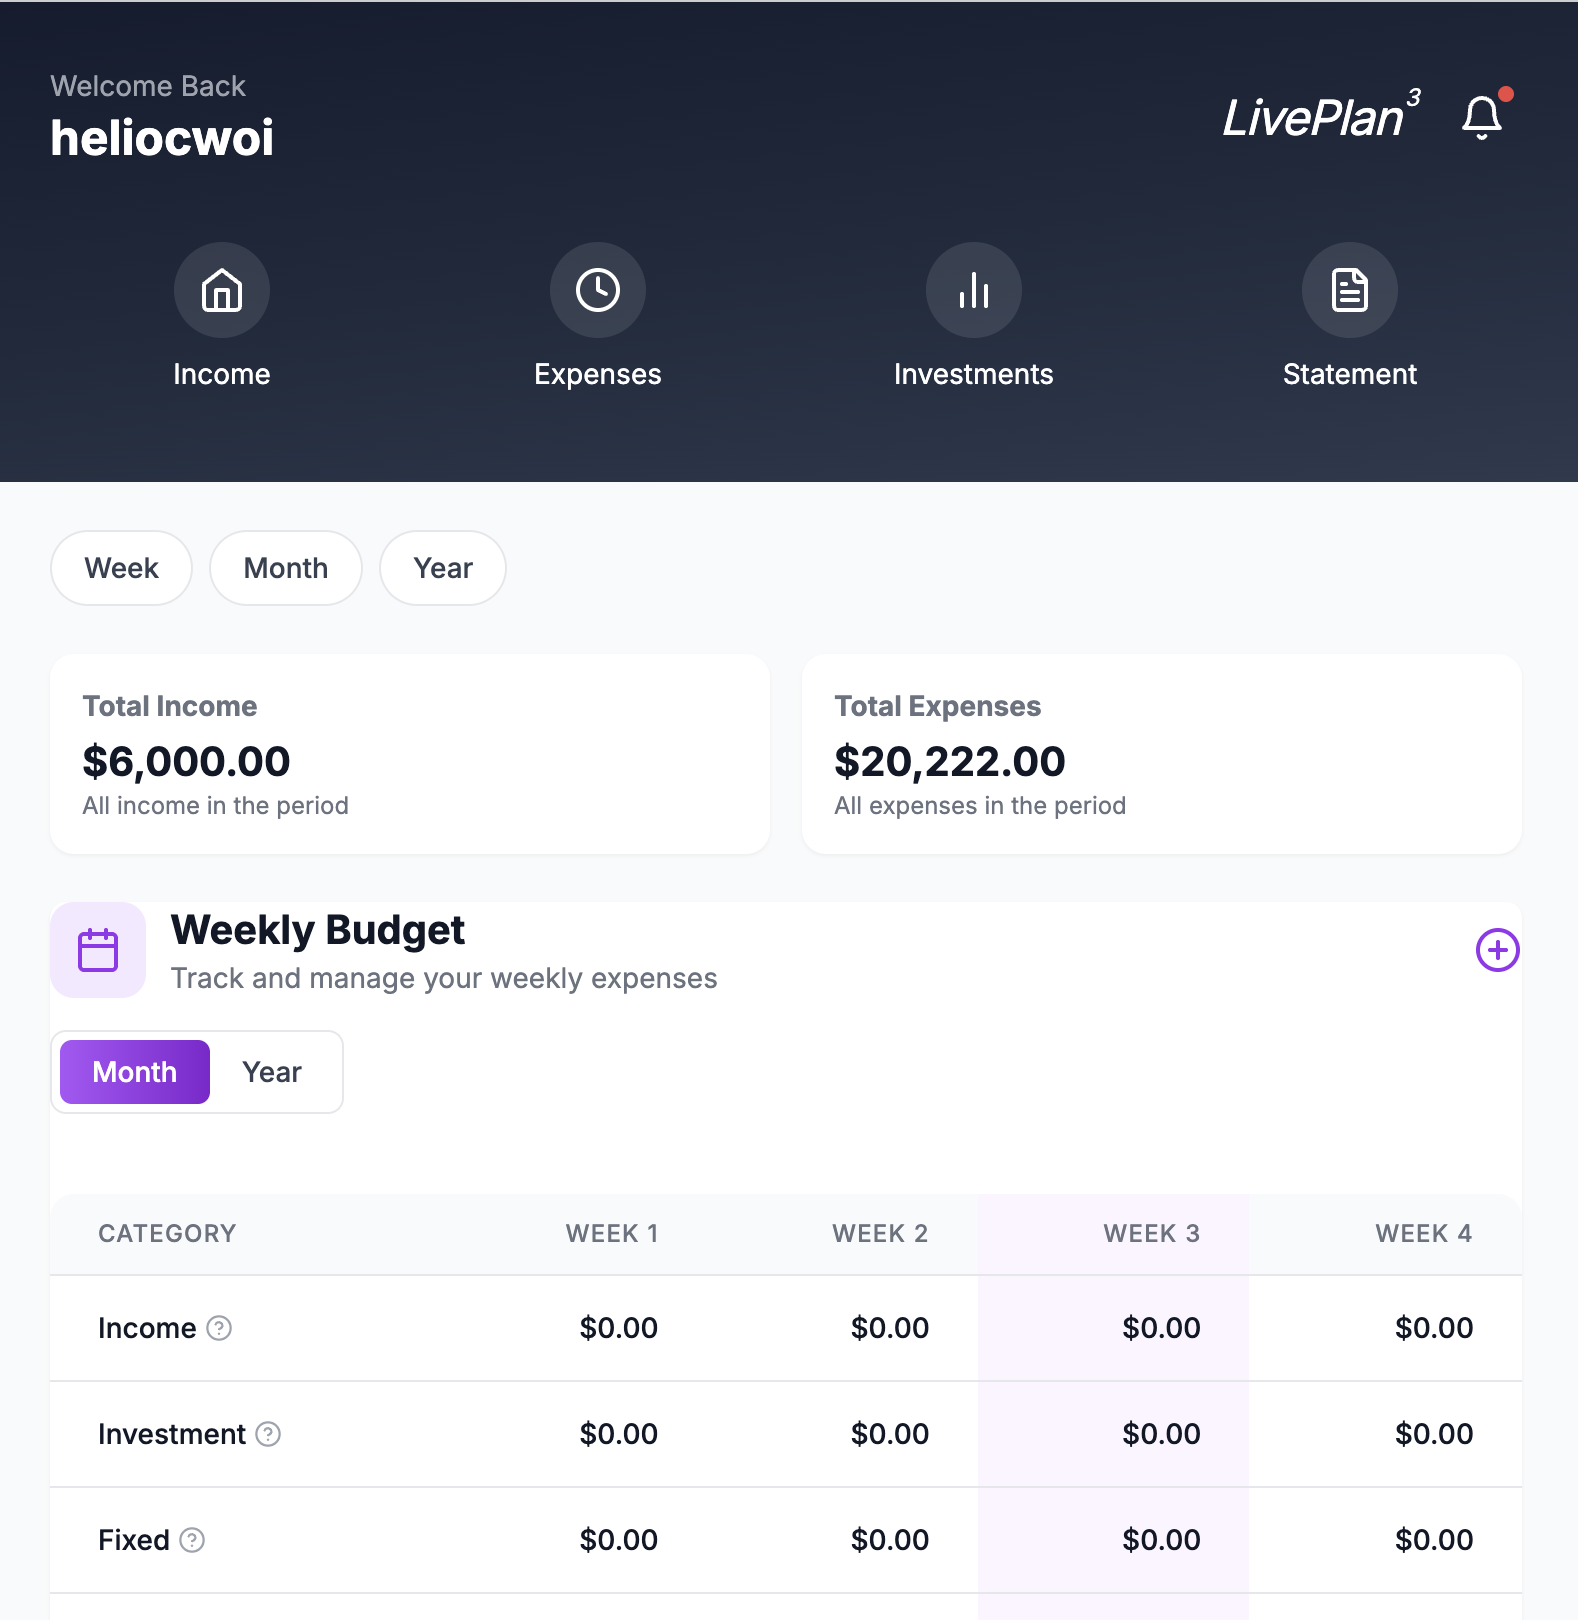 Welcome Back
heliocwoi
LivePlan³
Income Expenses Investments Statement
Week Month Year
Total Income
$6,000.00
All income in the period
Total Expenses
$20,222.00
All expenses in the period
Weekly Budget
Track and manage your weekly expenses
Month Year
CATEGORY WEEK 1 WEEK 2 WEEK 3 WEEK 4
Income ? $0.00 $0.00 $0.00 $0.00
Investment ? $0.00 $0.00 $0.00 $0.00
Fixed ? $0.00 $0.00 $0.00 $0.00